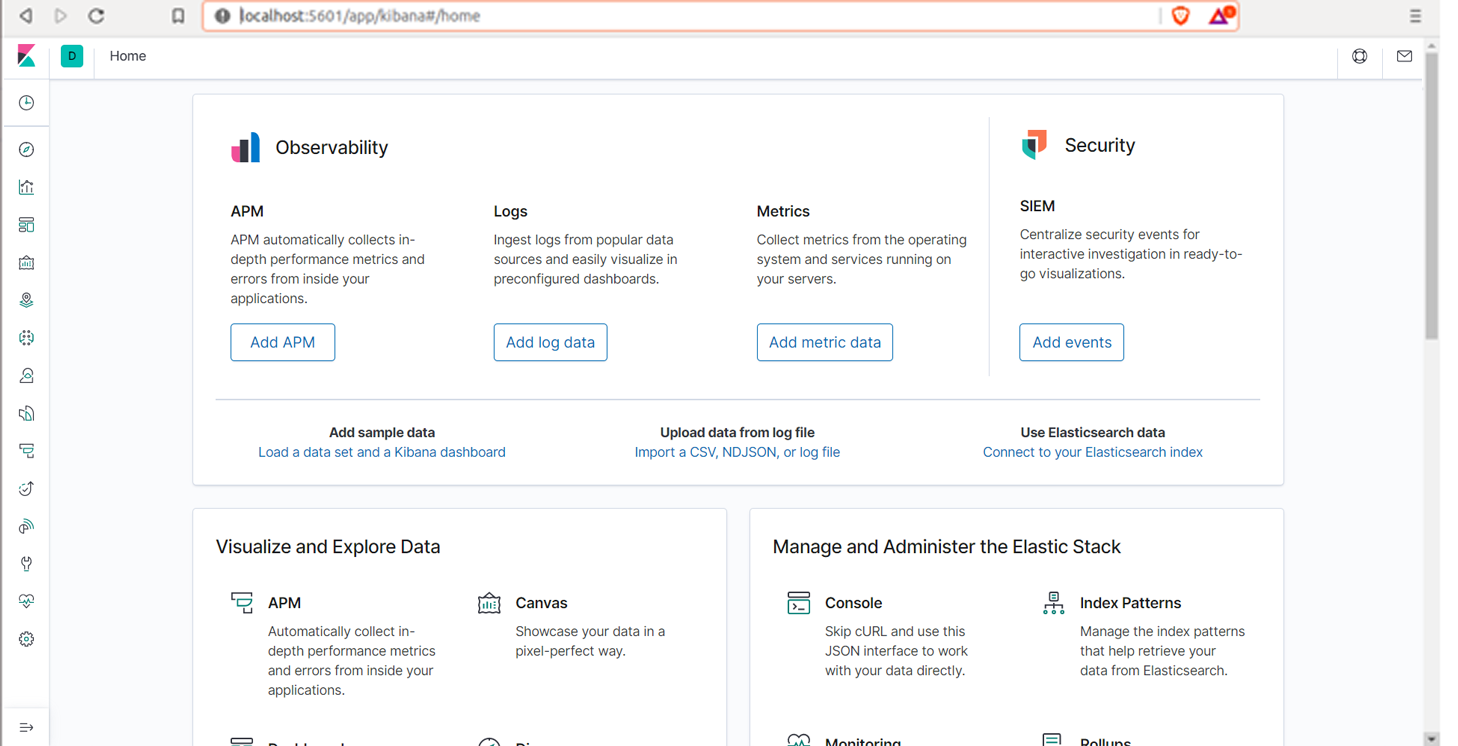 localhost:5601/app/kibana#/home
D
Home
Observability
APM
APM automatically collects in-
depth performance metrics and
errors from inside your
applications.
Add APM
Logs
Ingest logs from popular data
sources and easily visualize in
preconfigured dashboards.
Add log data
Metrics
Collect metrics from the operating
system and services running on
your servers.
Add metric data
Security
SIEM
Centralize security events for
interactive investigation in ready-to-
go visualizations.
Add events
Add sample data
Load a data set and a Kibana dashboard
Upload data from log file
Import a CSV, NDJSON, or log file
Use Elasticsearch data
Connect to your Elasticsearch index
Visualize and Explore Data
APM
Automatically collect in-
depth performance metrics
and errors from inside your
applications.
Canvas
Showcase your data in a
pixel-perfect way.
Manage and Administer the Elastic Stack
Console
Skip cURL and use this
JSON interface to work
with your data directly.
Index Patterns
Manage the index patterns
that help retrieve your
data from Elasticsearch.
Monitoring
Rollups